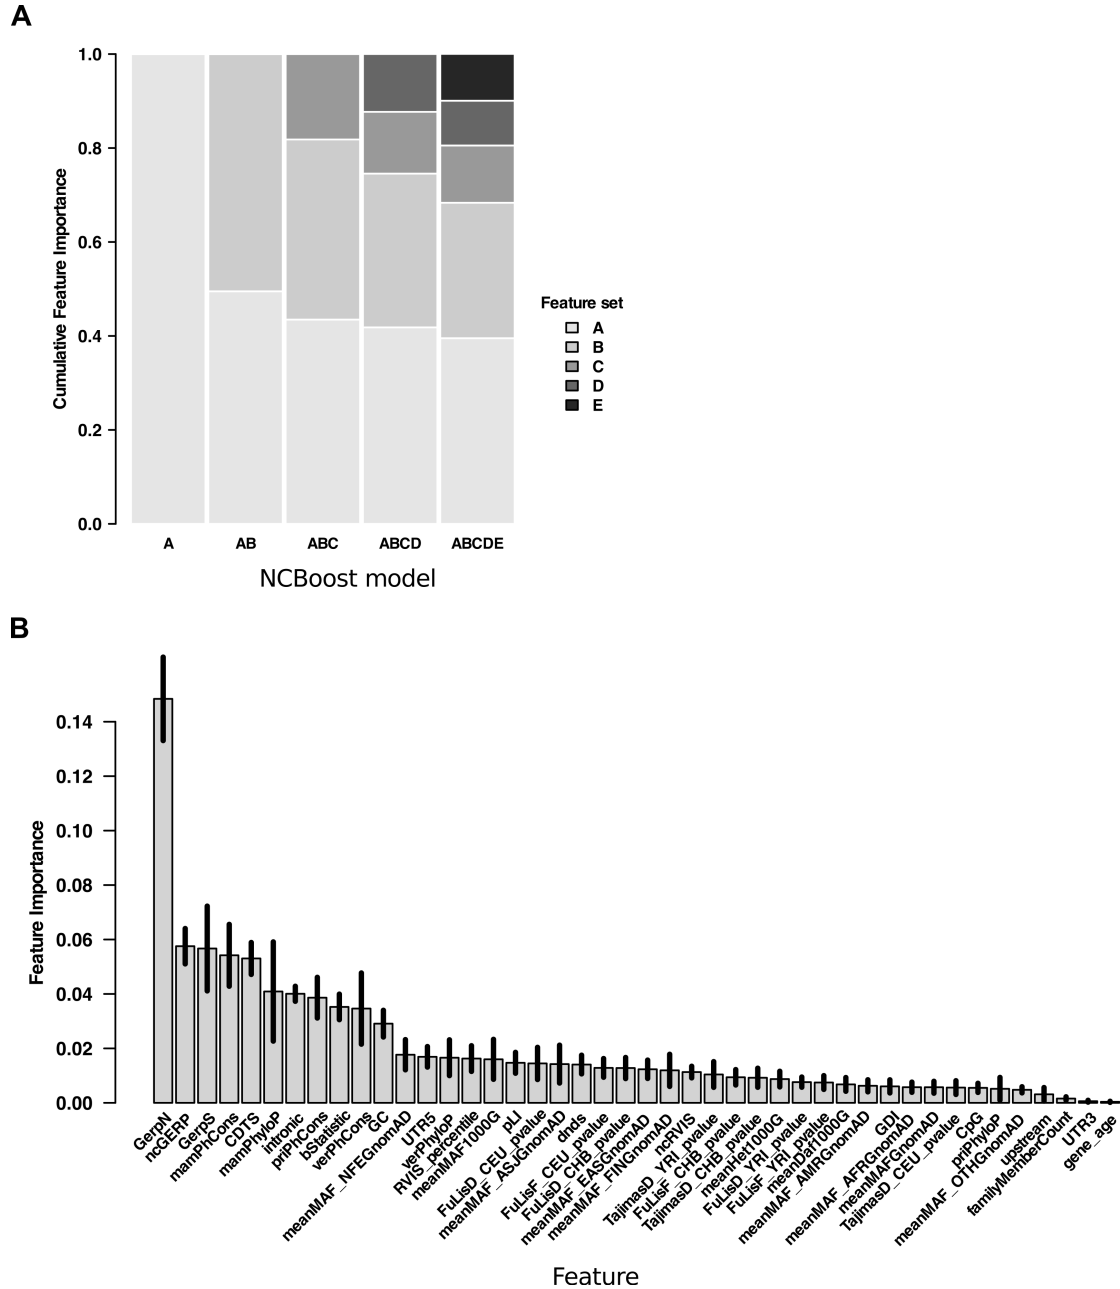 A
Cumulative Feature Importance
1.0
0.8
0.6
0.4
0.2
0.0
A AB ABC ABCD ABCDE
NCBoost model
Feature set
A
B
C
D
E
B
Feature Importance
0.14
0.12
0.10
0.08
0.06
0.04
0.02
0.00
GerpN
ncGERP
GerpS
mamPhCons
CDTS
mamPhyloP
intronic
priPhCons
bStatistic
verPhCons
GC
meanMAF_NFEGnomAD
UTR5
verPhyloP
RVIS_percentile
meanMAF1000G
pLI
FuLisD_CEU_pvalue
meanMAF_ASJGnomAD
dnds
FuLisF_CEU_pvalue
FuLisD_CHB_pvalue
meanMAF_EASGnomAD
meanMAF_FINGnomAD
ncRVIS
TajimasD_YRI_pvalue
FuLisF_CHB_pvalue
TajimasD_CHB_pvalue
meanHet1000G
FuLisD_YRI_pvalue
FuLisF_YRI_pvalue
meanDaf1000G
meanMAF_AMRGnomAD
GDI
meanMAF_AFRGnomAD
meanMAFGnomAD
TajimasD_CEU_pvalue
CpG
priPhyloP
meanMAF_OTHGnomAD
upstream
familyMemberCount
UTR3
gene_age
Feature